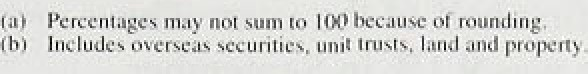 (a) Percentages may not sum to 100 because of rounding.
(b) Includes overseas securities, unit trusts, land and property.